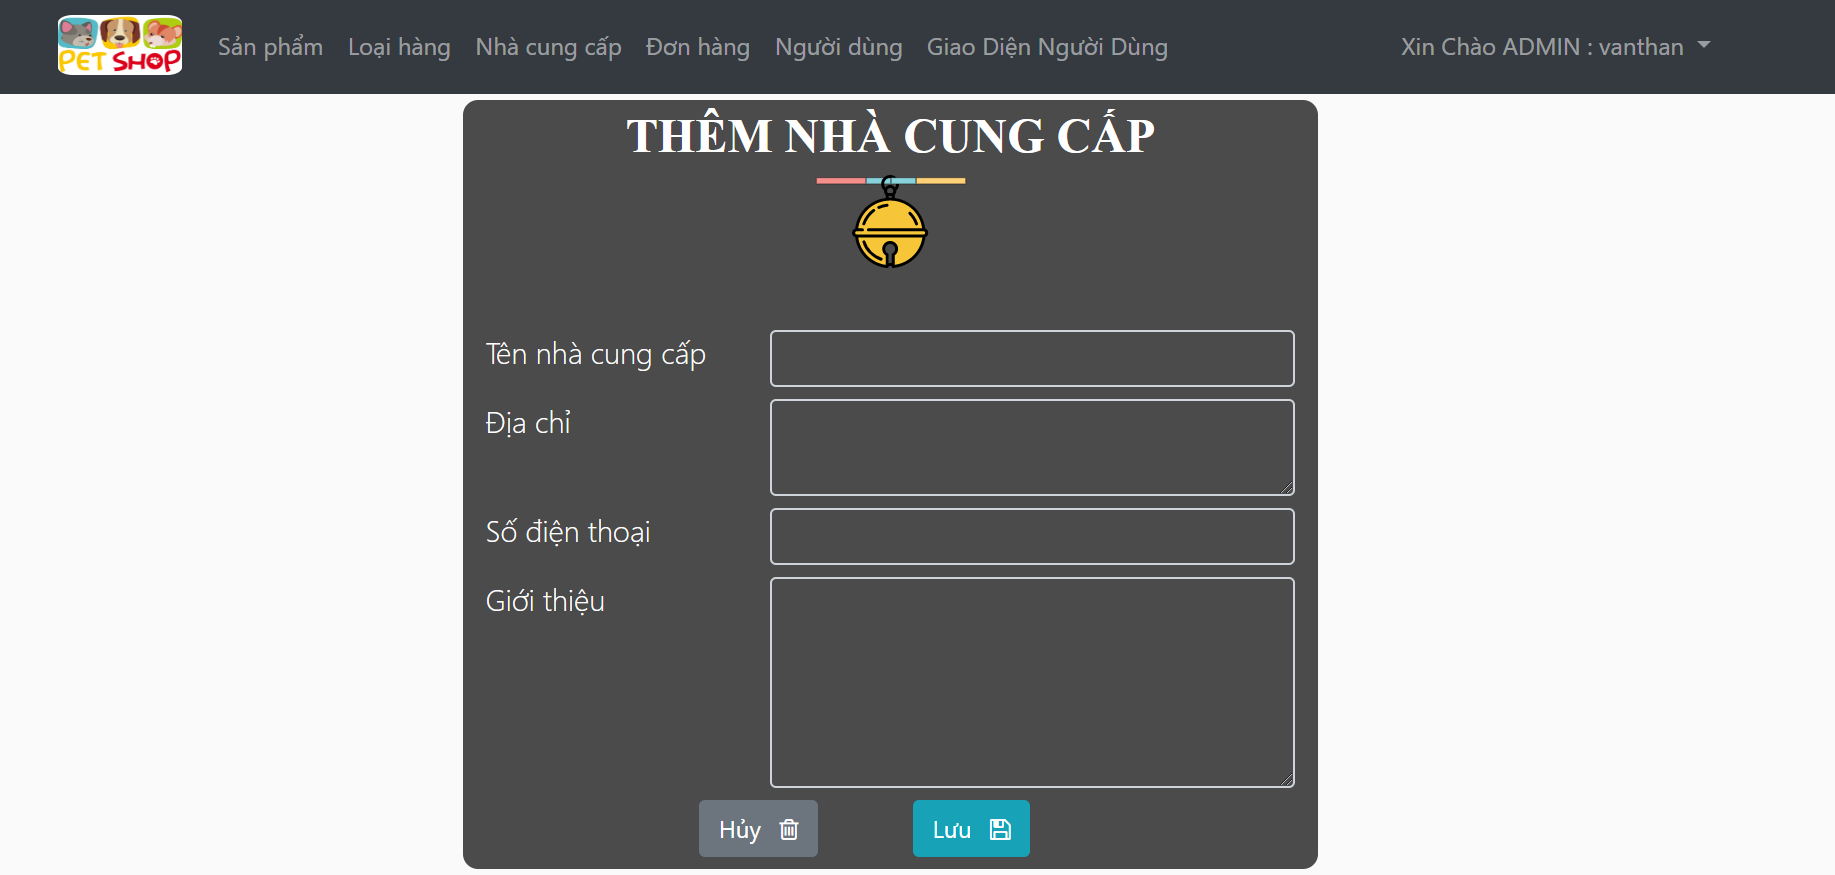 PET SHOP
Sản phẩm Loại hàng Nhà cung cấp Đơn hàng Người dùng Giao Diện Người Dùng Xin Chào ADMIN : vanthan
THÊM NHÀ CUNG CẤP
Tên nhà cung cấp
Địa chỉ
Số điện thoại
Giới thiệu
Hủy Lưu